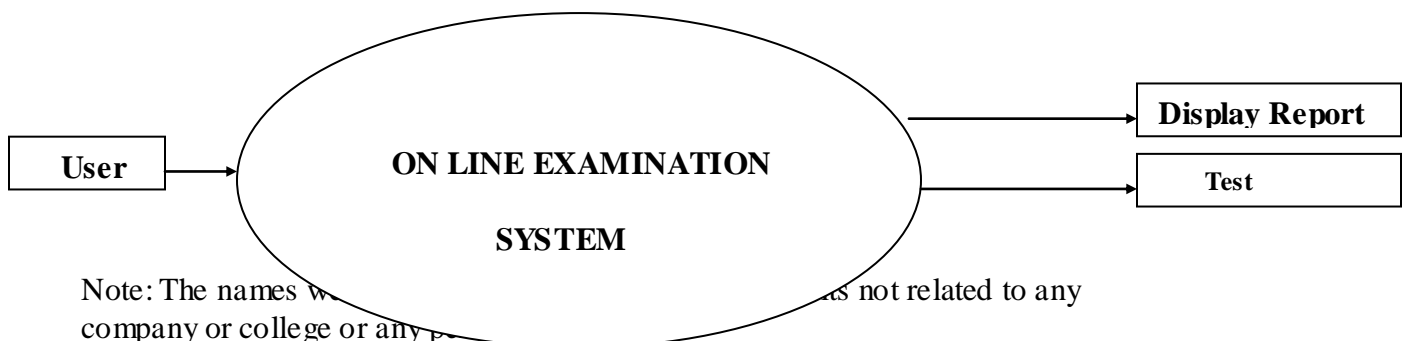 Display Report
User
ON LINE EXAMINATION
Test
SYSTEM
Note: The names not related to any
company or college or any